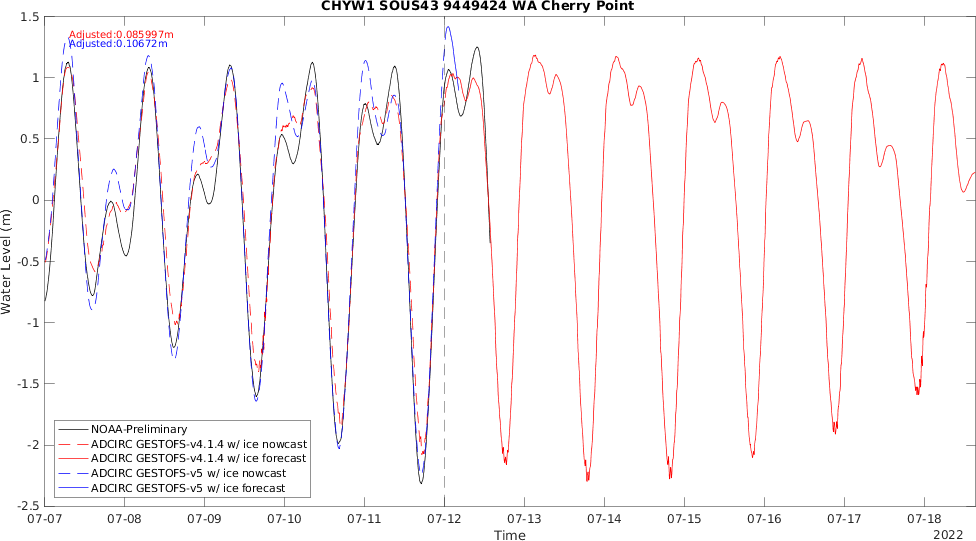 CHYW1 SOUS43 9449424 WA Cherry Point
Adjusted:0.085997m
Adjusted:0.10672m
Water Level (m)
1.5
1
0.5
0
-0.5
-1
-1.5
-2
-2.5
NOAA-Preliminary
ADCIRC GESTOFS-v4.1.4 w/ ice nowcast
ADCIRC GESTOFS-v4.1.4 w/ ice forecast
ADCIRC GESTOFS-v5 w/ ice nowcast
ADCIRC GESTOFS-v5 w/ ice forecast
07-07 07-08 07-09 07-10 07-11 07-12 07-13 07-14 07-15 07-16 07-17 07-18
Time
2022